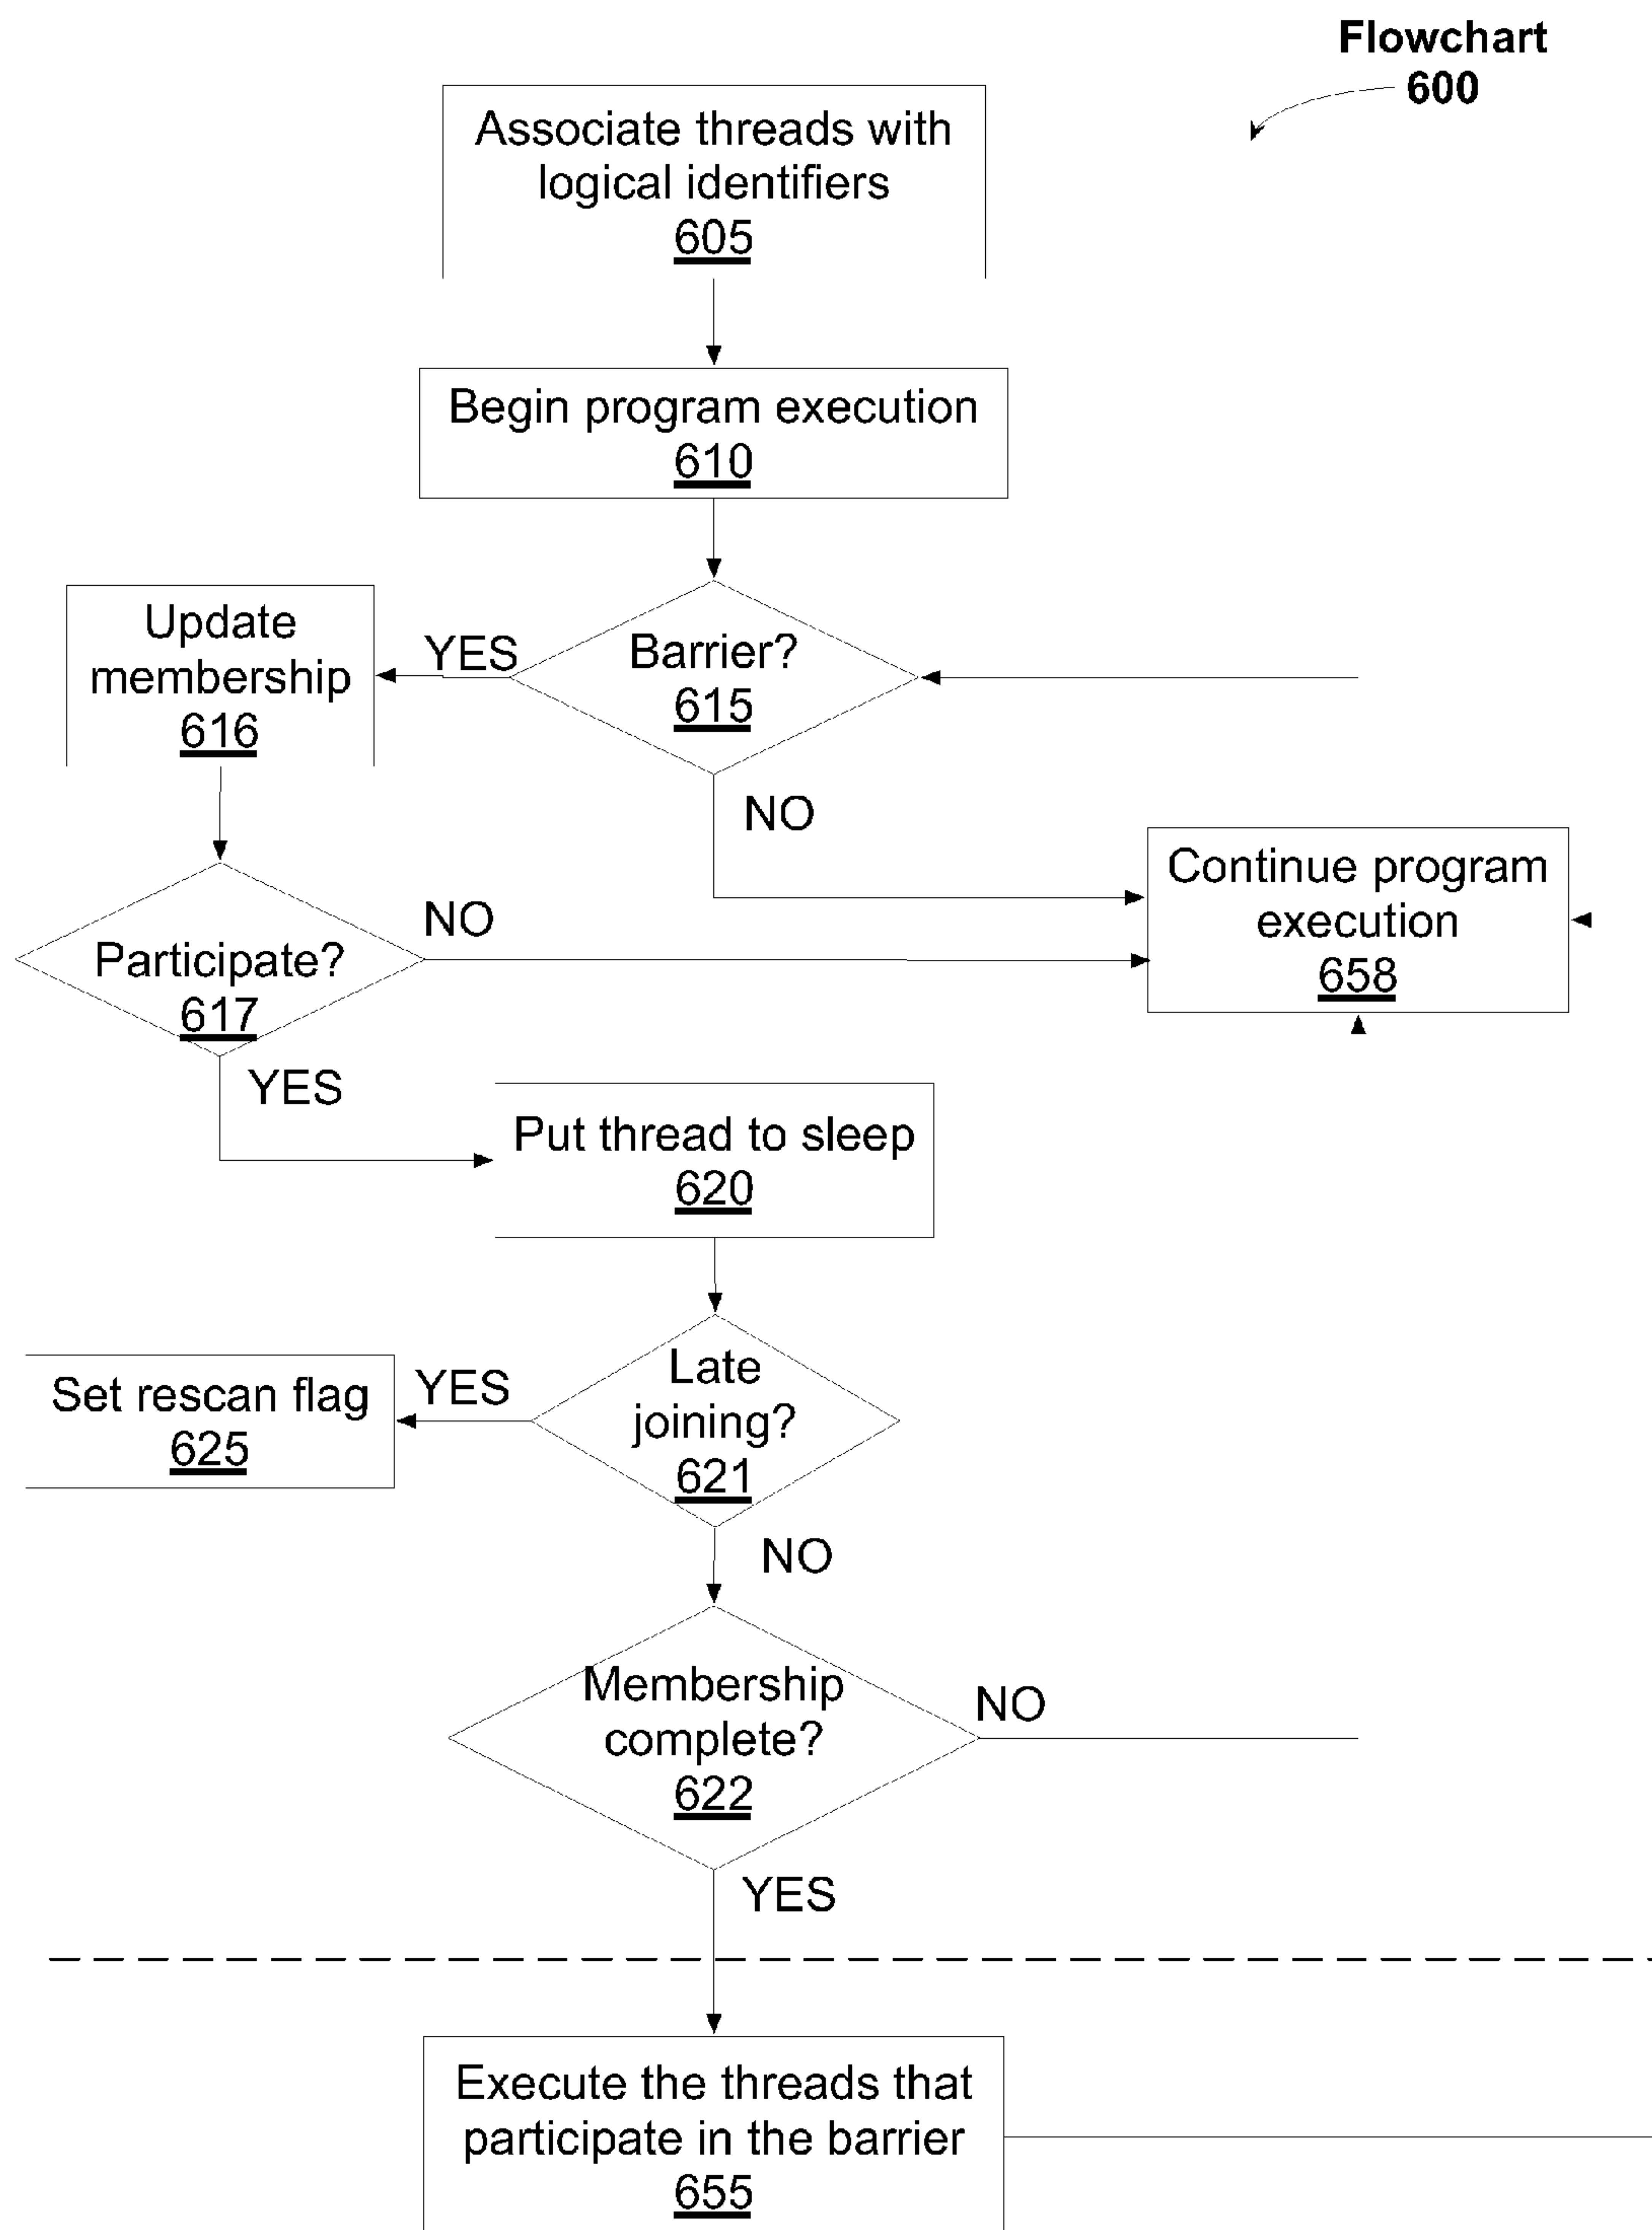 Flowchart
600
Associate threads with
logical identifiers
605
Begin program execution
610
Barrier?
615
YES
NO
Update
membership
616
Continue program
execution
658
Participate?
617
NO
YES
Put thread to sleep
620
Late
joining?
621
YES
NO
Set rescan flag
625
Membership
complete?
622
NO
YES
Execute the threads that
participate in the barrier
655